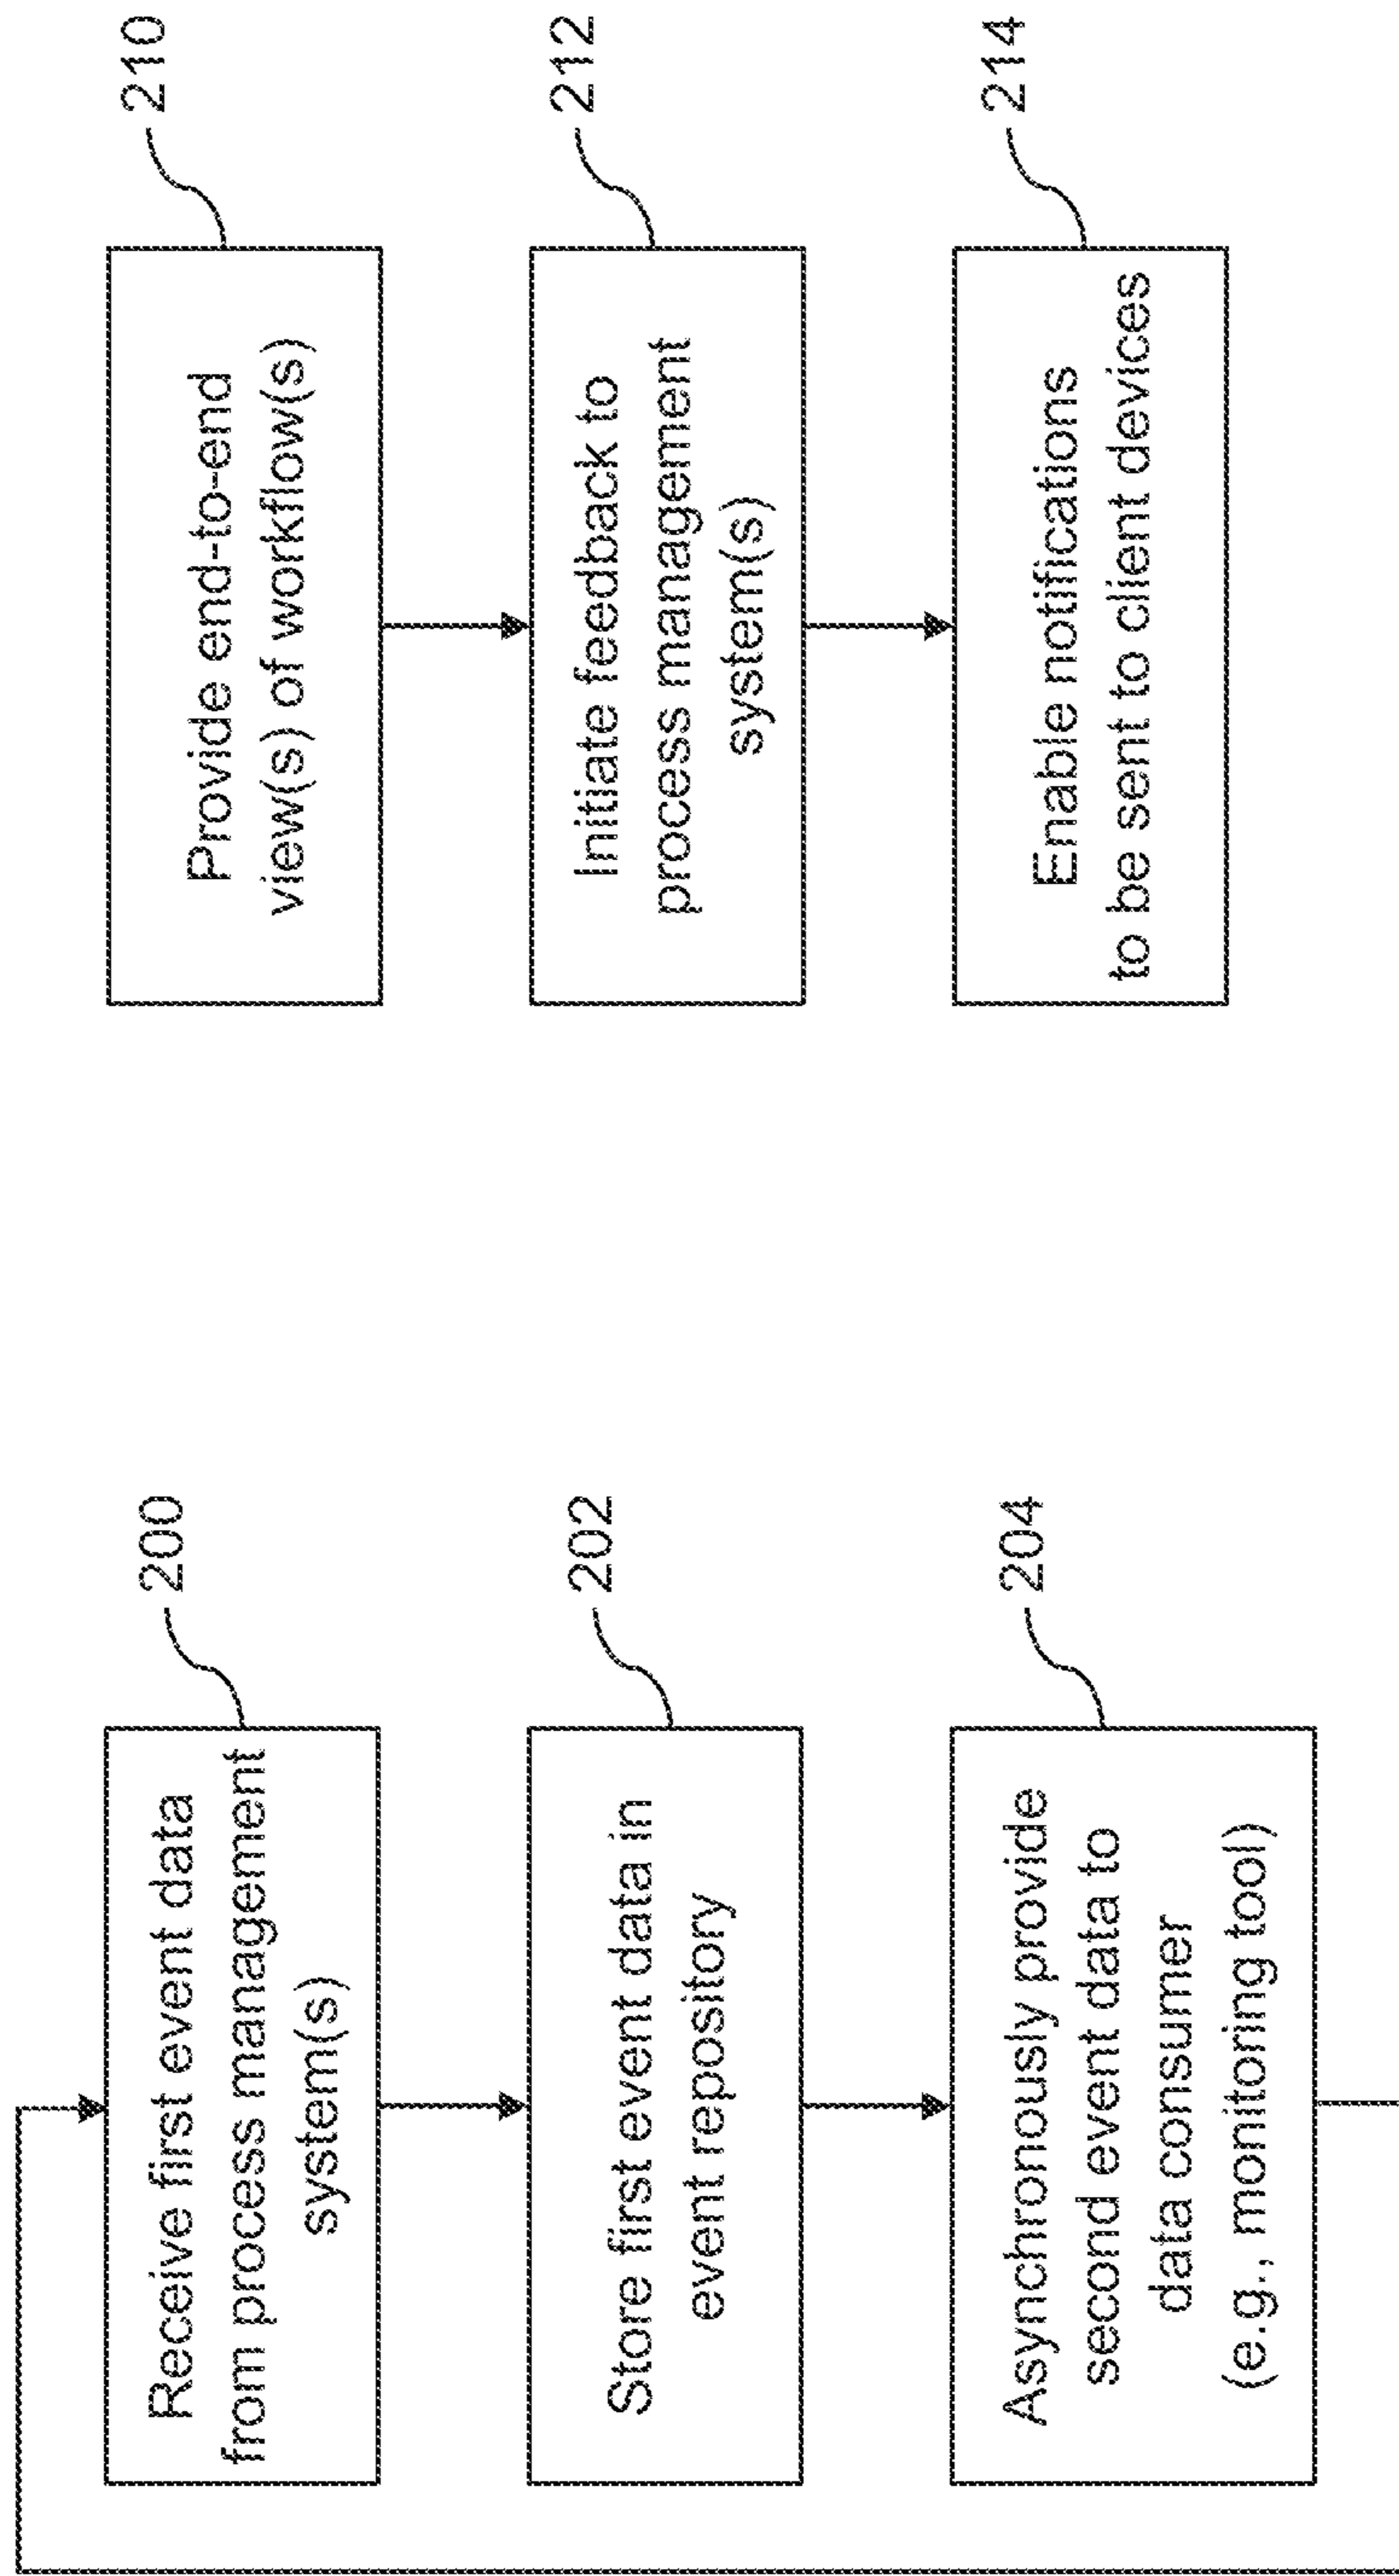 Receive first event data
from process management
system(s)
200
Store first event data in
event repository
202
Asynchronously provide
second event data to
data consumer
(e.g., monitoring tool)
204
Provide end-to-end
view(s) of workflow(s)
210
Initiate feedback to
process management
system(s)
212
Enable notifications
to be sent to client devices
214